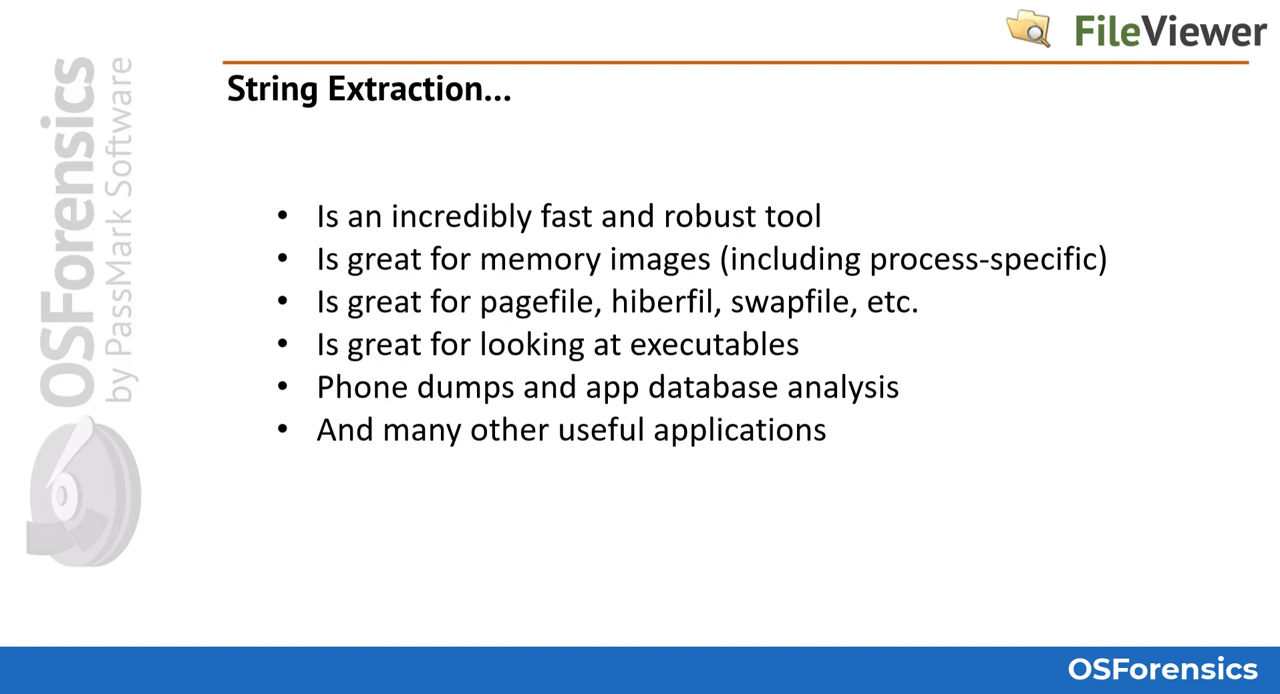 FileViewer
String Extraction...
• Is an incredibly fast and robust tool
• Is great for memory images (including process-specific)
• Is great for pagefile, hiberfil, swapfile, etc.
• Is great for looking at executables
• Phone dumps and app database analysis
• And many other useful applications
OSForensics
by PassMark Software
OSForensics